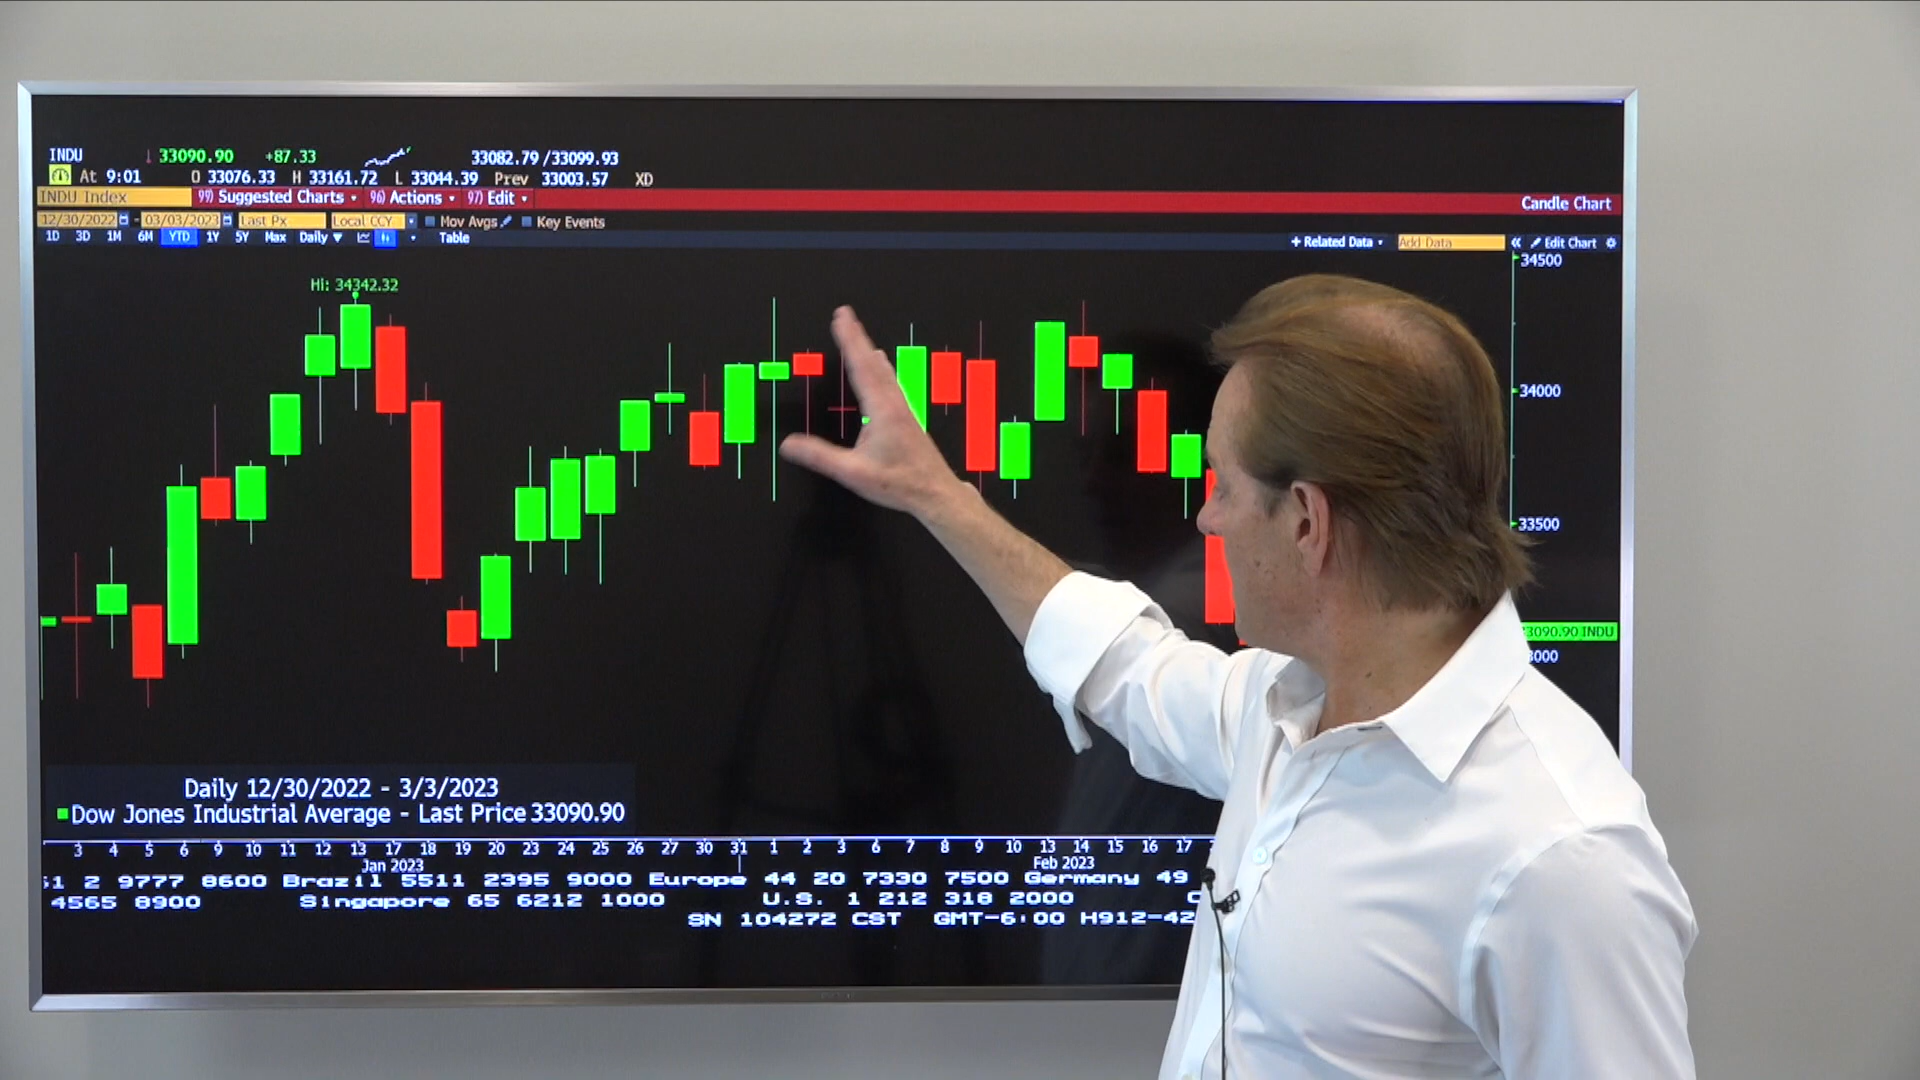 INDU 33090.90 +87.33 33082.79 /33099.93
At 9:01 O 33076.33 H 33161.72 L 33044.39 Prev 33003.57 XD
INDU Index 99) Suggested Charts 96) Actions 97) Edit Candle Chart
12/30/2022 - 03/03/2023 Last Px Local CCY Mov Avgs Key Events
1D 3D 1M 6M YTD 1Y 5Y Max Daily ▼ Table + Related Data Add Data « Edit Chart
34500
Hi: 34342.32
34000
33500
33090.90 INDU
3000
Daily 12/30/2022 - 3/3/2023
Dow Jones Industrial Average - Last Price 33090.90
3 4 5 6 9 10 11 12 13 17 18 19 20 23 24 25 26 27 30 31 1 2 3 6 7 8 9 10 13 14 15 16 17
Jan 2023 Feb 2023
61 2 9777 8600 Brazil 5511 2395 9000 Europe 44 20 7330 7500 Germany 49
4565 8900 Singapore 65 6212 1000 U.S. 1 212 318 2000
SN 104272 CST GMT-6:00 H912-42